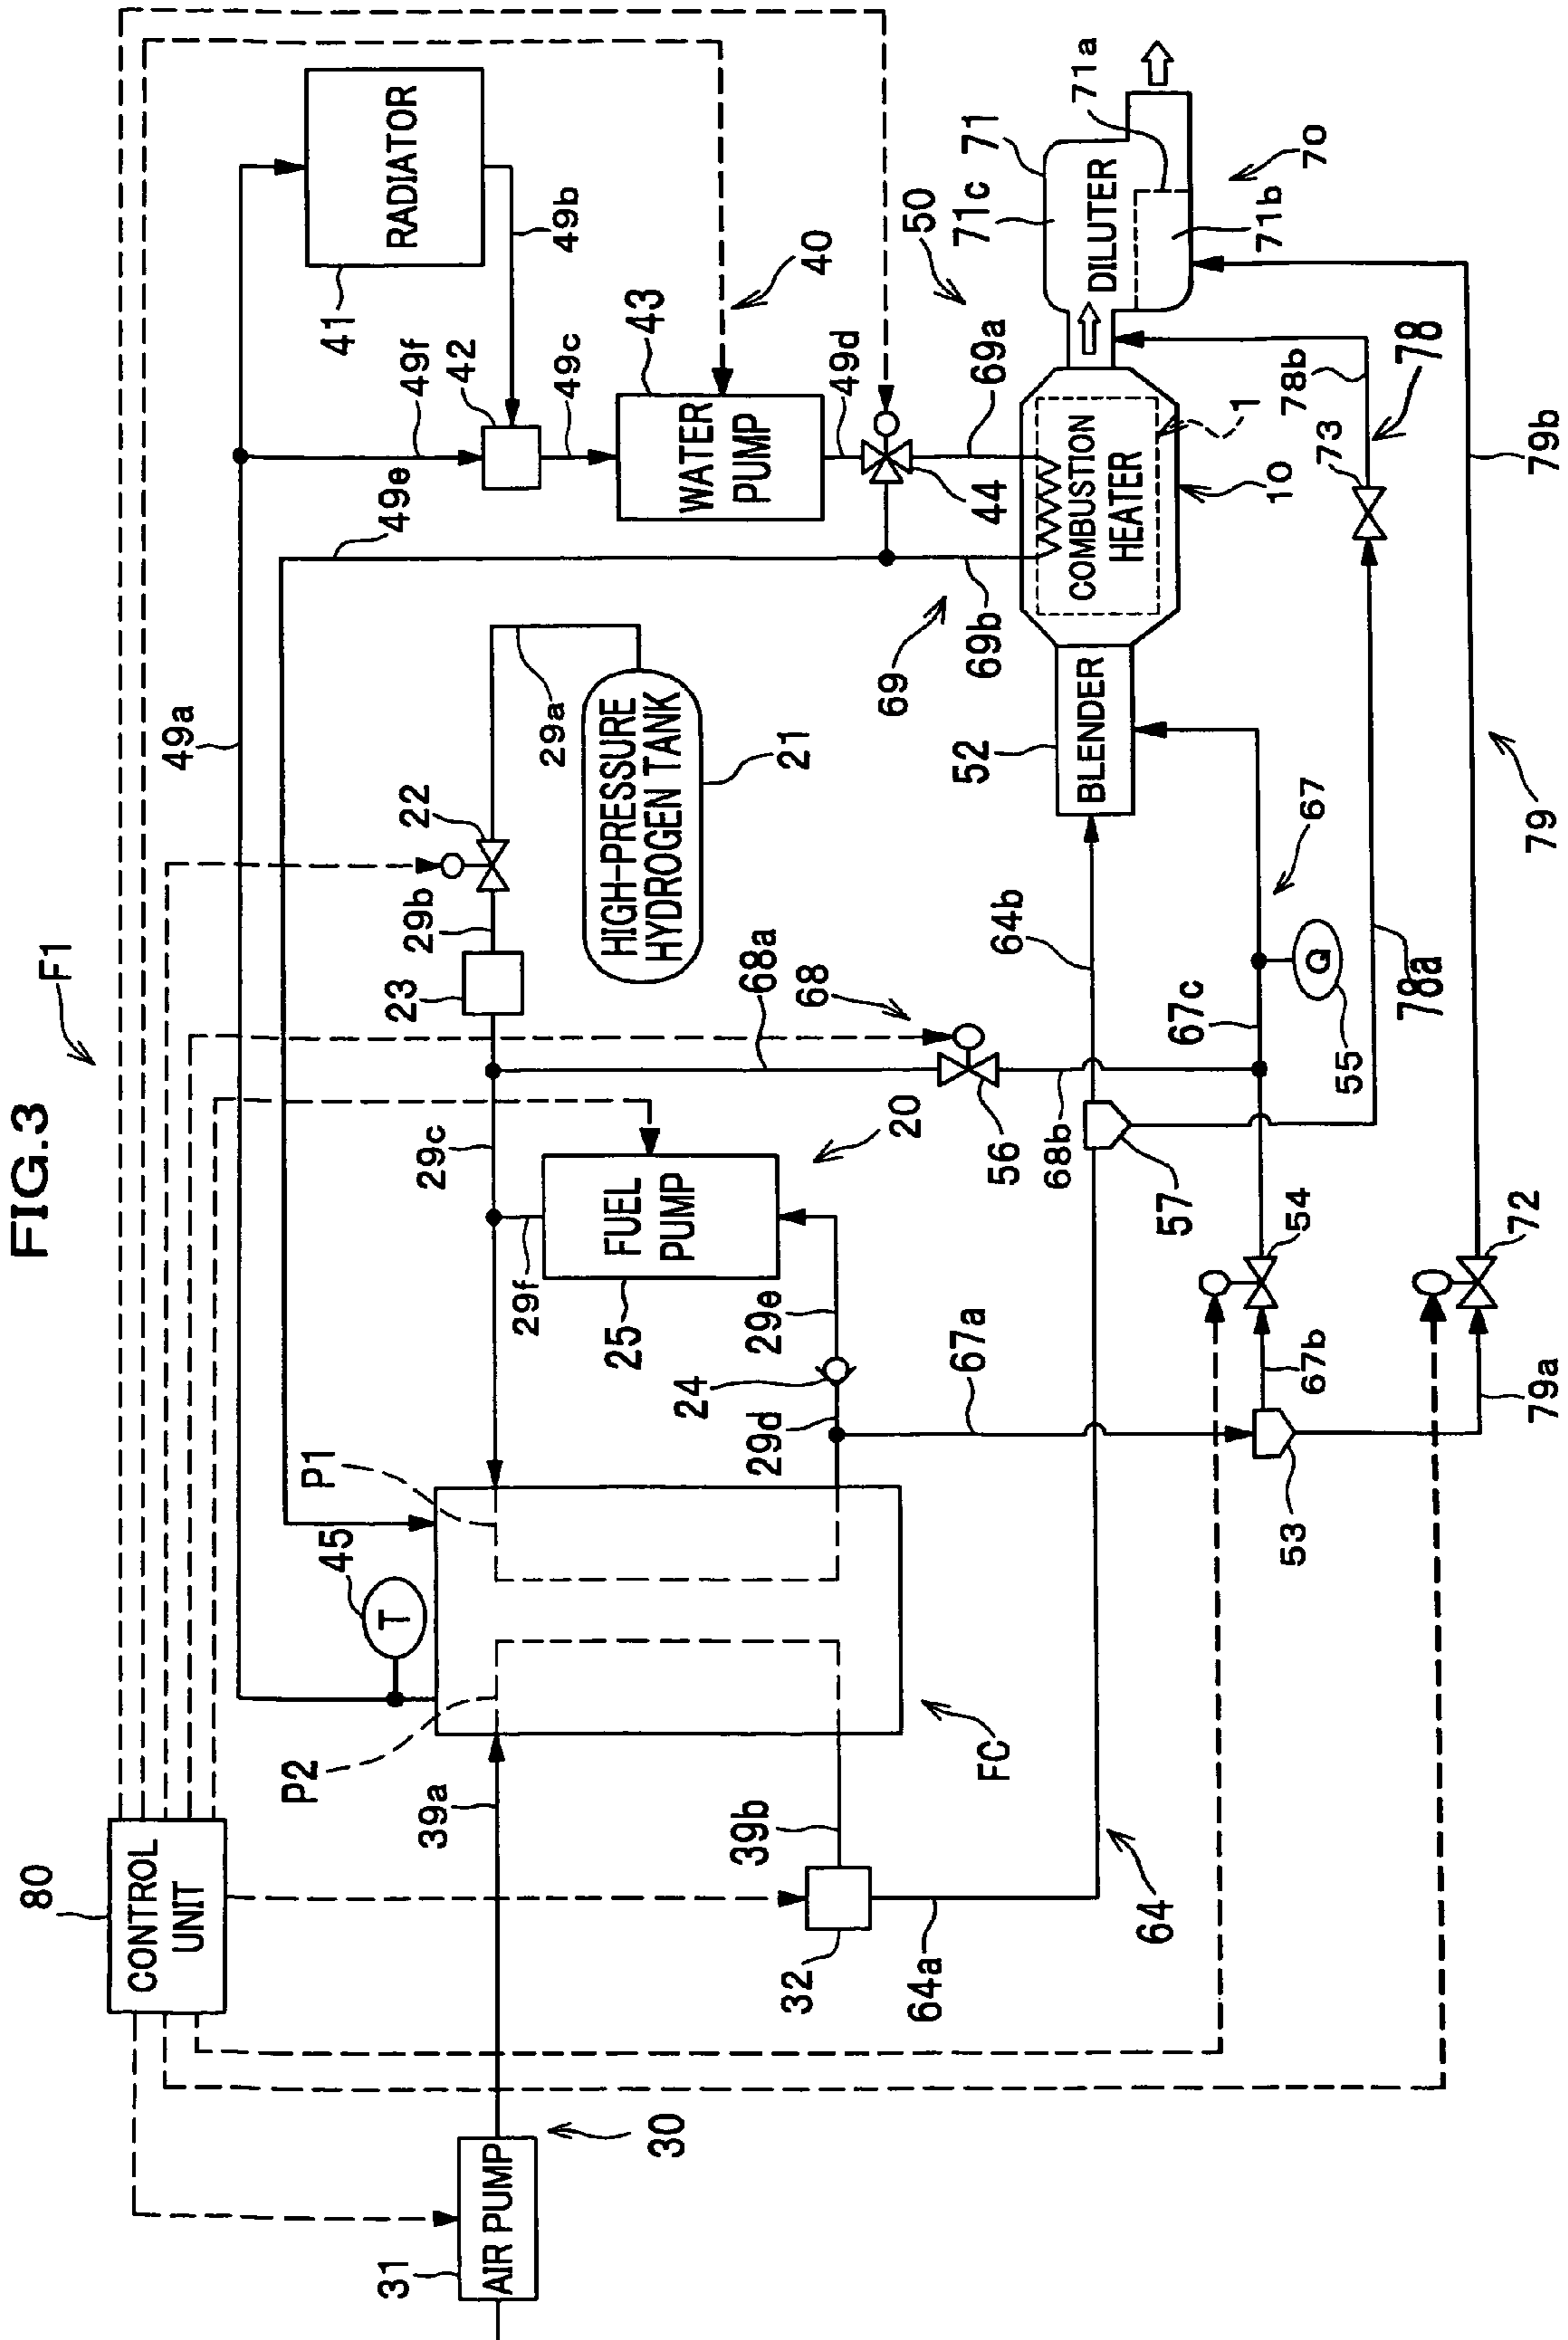 FIG.3
F1
80
CONTROL
UNIT
49a
RADIATOR
41
49b
49f
49e
42
49c
43
WATER
PUMP
40
49d
44
69a
69b
69
50
22
29a
29b
23
HIGH-PRESSURE
HYDROGEN TANK
21
68a
68
56
68b
29c
29f
FUEL
PUMP
25
20
29e
24
29d
67a
P1
45
T
P2
FC
39a
39b
32
64a
64
31
AIR PUMP
30
64b
57
52
BLENDER
COMBUSTION
HEATER
1
10
71c
71
DILUTER
71a
71b
70
67
67c
Q
55
54
67b
53
72
79a
79
79b
73
78
78b
78a